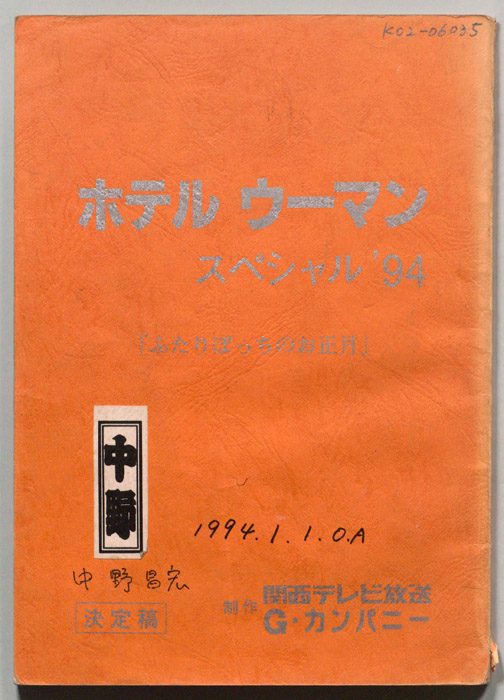 K02-06035
ホテル ウーマン
スペシャル '94
「ふたりぼっちのお正月」
中野
1994.1.1.O.A
中野昌宏
決定稿
制作 関西テレビ放送
G・カンパニー